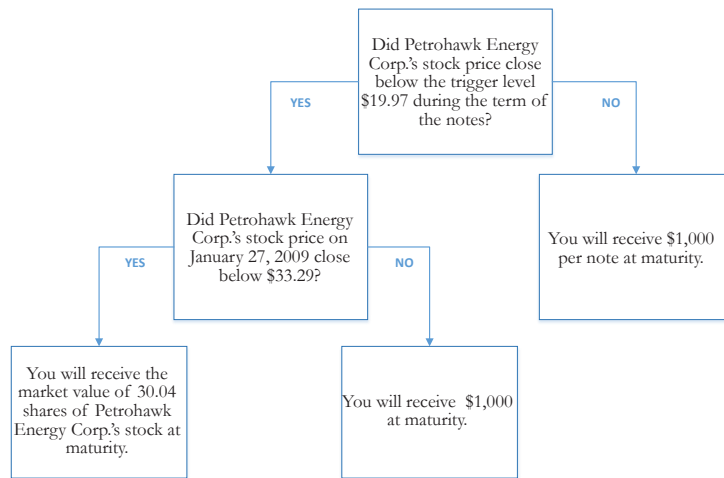 Did Petrohawk Energy
Corp.'s stock price close
below the trigger level
$19.97 during the term of
the notes?
YES
NO
Did Petrohawk Energy
Corp.'s stock price on
January 27, 2009 close
below $33.29?
You will receive $1,000
per note at maturity.
YES
NO
You will receive the
market value of 30.04
shares of Petrohawk
Energy Corp.'s stock at
maturity.
You will receive $1,000
at maturity.